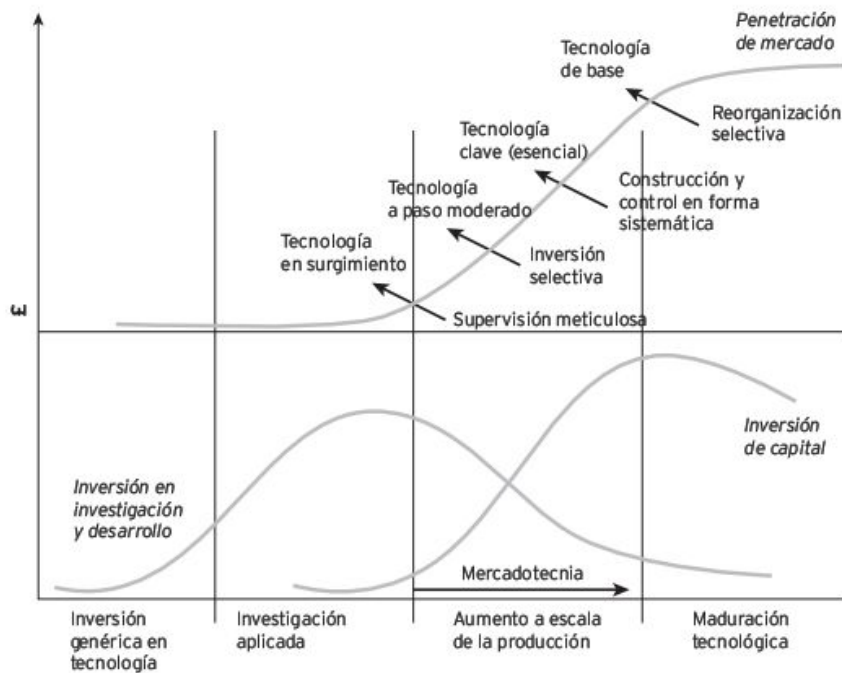 Penetración
de mercado
Tecnología
de base
Reorganización
selectiva
Tecnología
clave (esencial)
Construcción y
control en forma
sistemática
Tecnología
a paso moderado
Inversión
selectiva
Tecnología
en surgimiento
Supervisión meticulosa
Inversión
de capital
Inversión en
investigación
y desarrollo
Mercadotecnia
Inversión
genérica en
tecnología
Investigación
aplicada
Aumento a escala
de la producción
Maduración
tecnológica